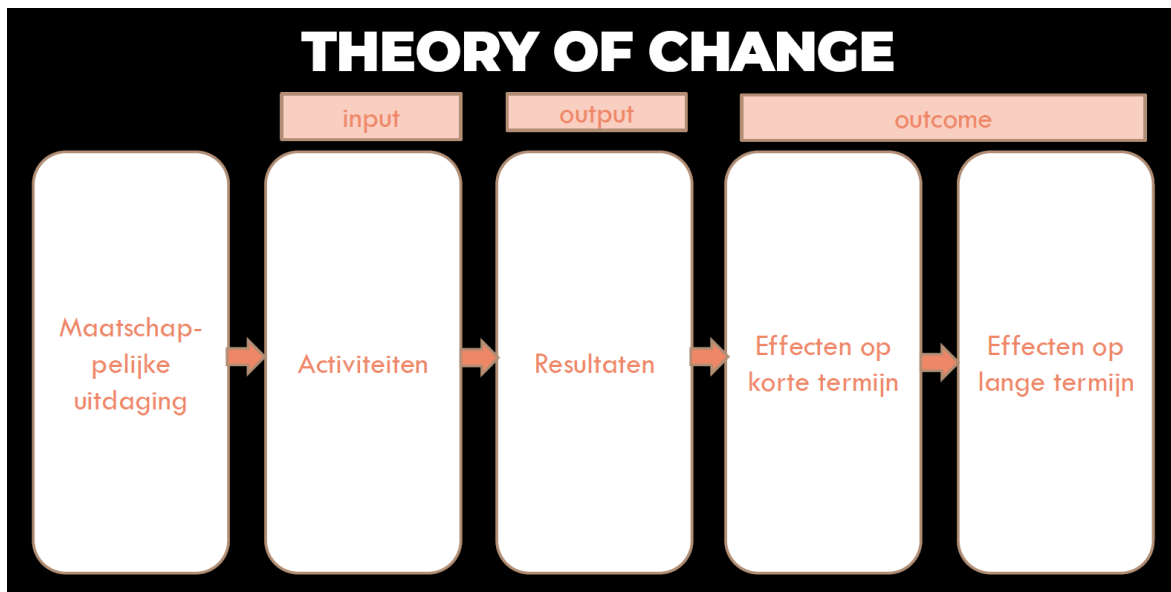 THEORY OF CHANGE
input
output
outcome
Maatschap-
pelijke
uitdaging
Activiteiten
Resultaten
Effecten op
korte termijn
Effecten op
lange termijn